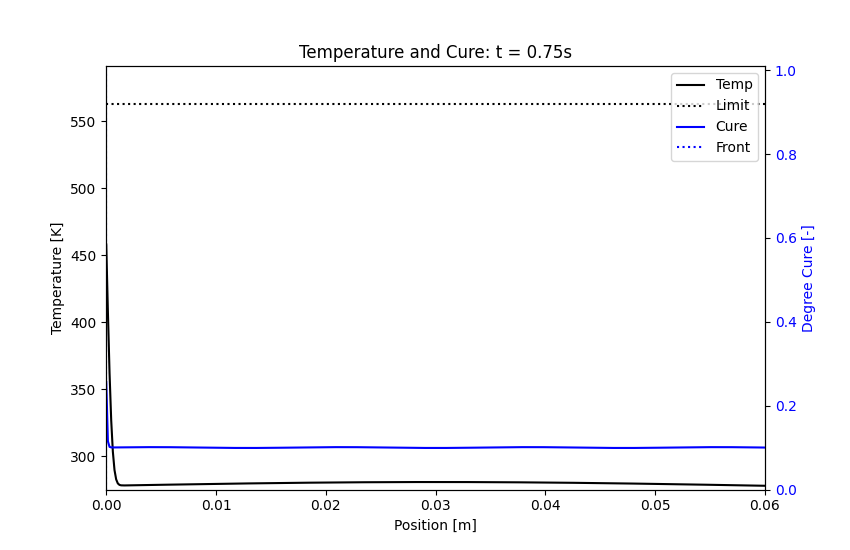 Temperature and Cure: t = 0.75s
Temp
Limit
Cure
Front
Temperature [K]
550
500
450
400
350
300
Degree Cure [-]
1.0
0.8
0.6
0.4
0.2
0.0
0.00 0.01 0.02 0.03 0.04 0.05 0.06
Position [m]